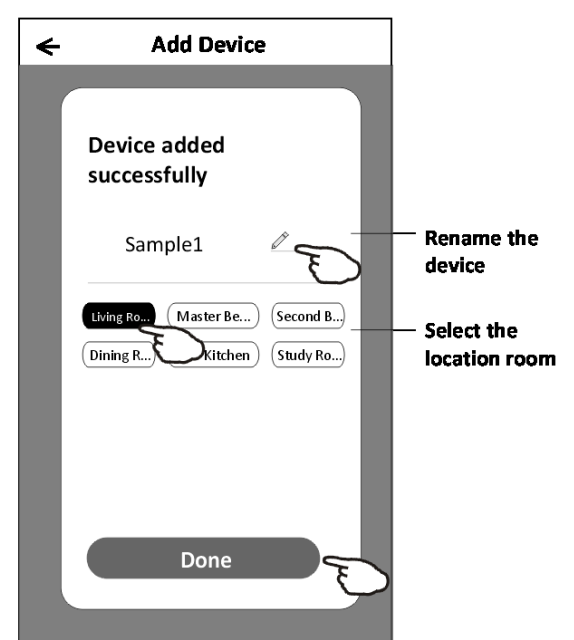 Add Device
Device added
successfully
Sample1
Rename the
device
Living Ro...
Master Be...
Second B...
Select the
location room
Dining R...
Kitchen
Study Ro...
Done